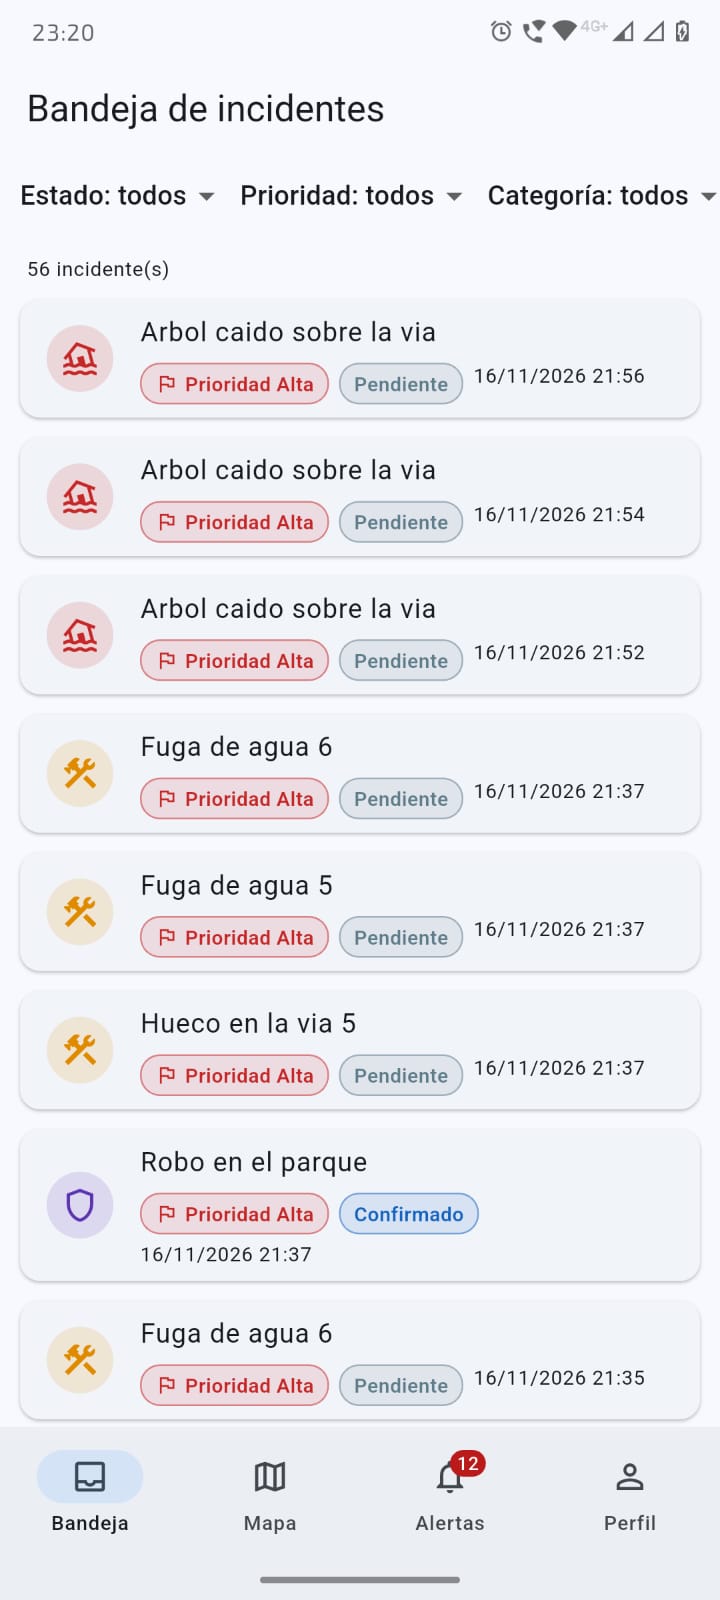 23:20
4G+
Bandeja de incidentes
Estado: todos Prioridad: todos Categoría: todos
56 incidente(s)
Arbol caido sobre la via
Prioridad Alta Pendiente 16/11/2026 21:56
Arbol caido sobre la via
Prioridad Alta Pendiente 16/11/2026 21:54
Arbol caido sobre la via
Prioridad Alta Pendiente 16/11/2026 21:52
Fuga de agua 6
Prioridad Alta Pendiente 16/11/2026 21:37
Fuga de agua 5
Prioridad Alta Pendiente 16/11/2026 21:37
Hueco en la via 5
Prioridad Alta Pendiente 16/11/2026 21:37
Robo en el parque
Prioridad Alta Confirmado
16/11/2026 21:37
Fuga de agua 6
Prioridad Alta Pendiente 16/11/2026 21:35
12
Bandeja Mapa Alertas Perfil